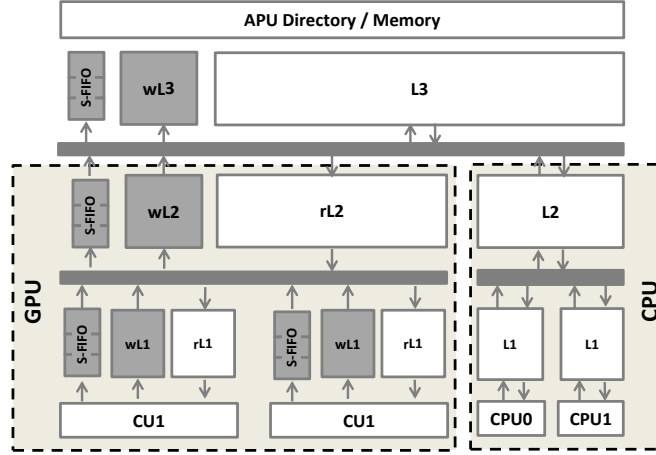 APU Directory / Memory
S-FIFO
wL3
L3
S-FIFO
wL2
rL2
L2
GPU
CPU
S-FIFO
wL1
rL1
S-FIFO
wL1
rL1
L1
L1
CU1
CU1
CPU0
CPU1